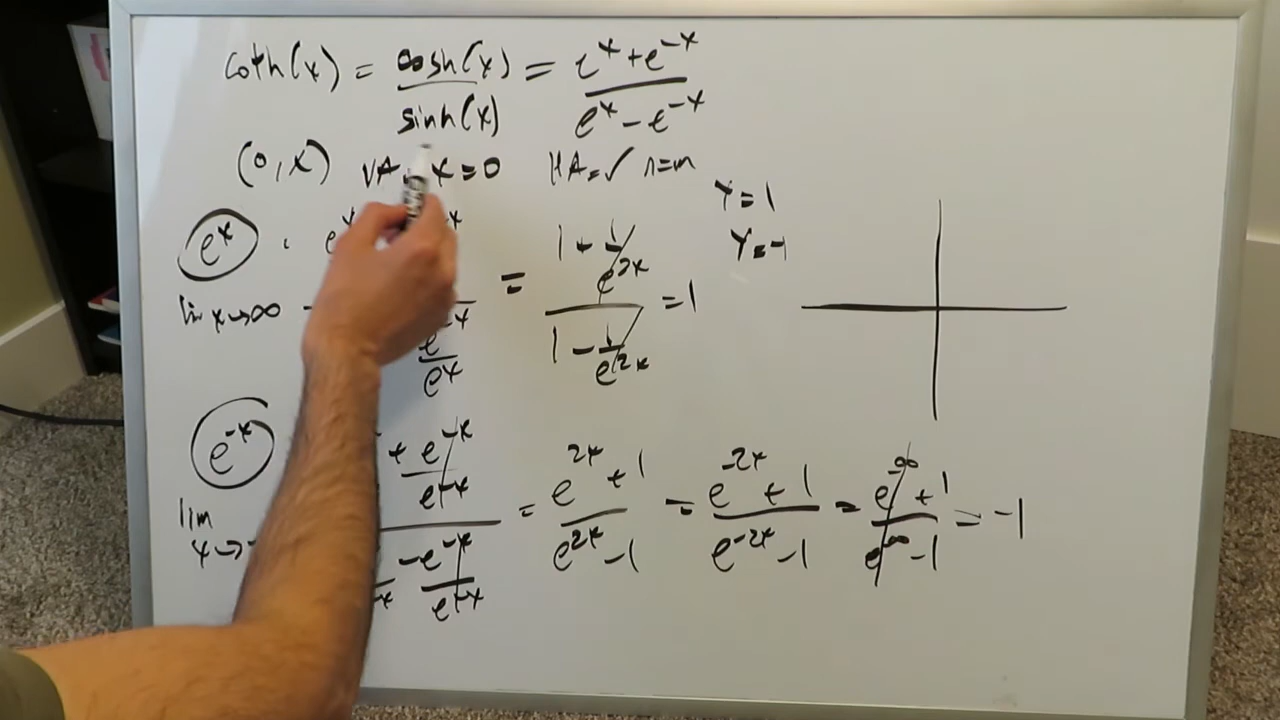 coth(x) = cosh(x)/sinh(x) = (e^x + e^-x)/(e^x - e^-x)
(0, x) VA. x = 0 HA = ✓ n = m
y = 1
y = -1
e^x
= (1 + 1/e^2x)/(1 - 1/e^2x) = 1
lim x→∞
e^-x/e^x
e^-x
lim x→-
+ e^-x/e^-x
- e^-x/e^-x
= (e^2x + 1)/(e^2x - 1) = (e^-2x + 1)/(e^-2x - 1) = (e^-∞ + 1)/(e^∞ - 1) = -1